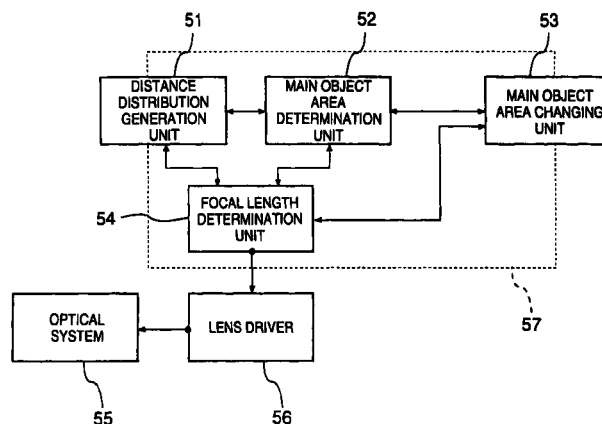 51
52
53
DISTANCE
DISTRIBUTION
GENERATION
UNIT
MAIN OBJECT
AREA
DETERMINATION
UNIT
MAIN OBJECT
AREA CHANGING
UNIT
54
FOCAL LENGTH
DETERMINATION
UNIT
57
OPTICAL
SYSTEM
LENS DRIVER
55
56